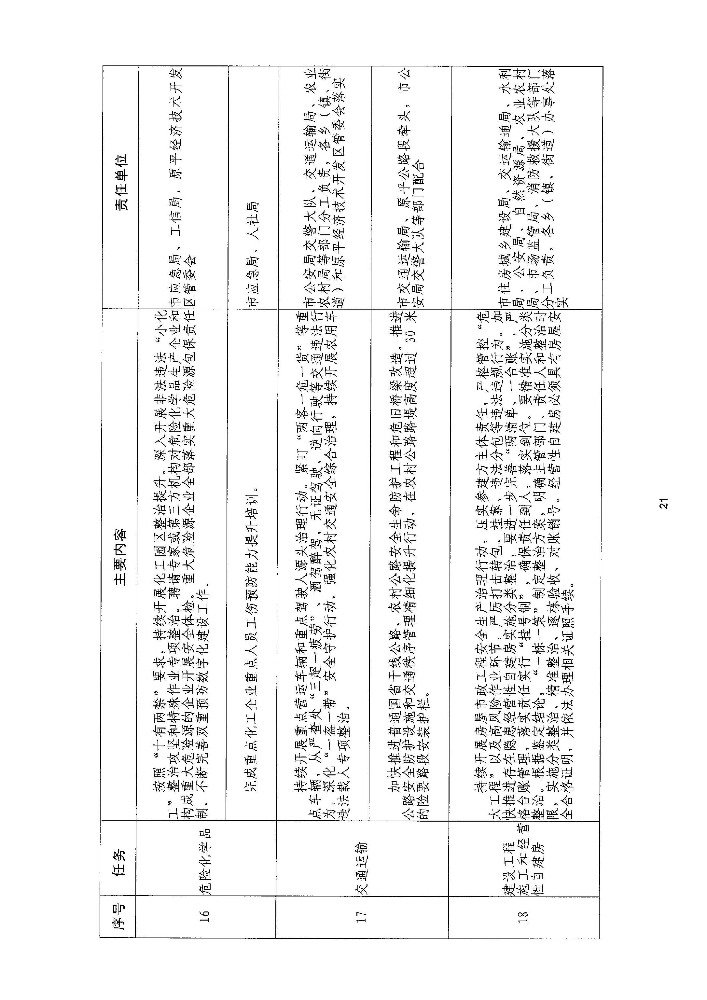 序号
任务
主要内容
责任单位
16
危险化学品
按照“十有两禁”要求，持续开展化工园区整治提升。深入开展非法违法“小化
工”整治攻坚和特殊作业专项整治。聘请专家或第三方机构对危险化学品生产企业和
构成重大危险源的企业开展安全体检。重大危险源企业全部落实重大危险源包保责任
制。不断完善双重预防数字化建设工作。
市应急局、工信局，原平经济技术开发
区管委会
完成重点化工企业重点人员工伤预防能力提升培训。
市应急局、人社局
17
交通运输
持续开展重点营运车辆和重点驾驶人源头治理行动。紧盯“两客一危一货”等重
点车辆，从严查处“三超一疲劳”、酒驾醉驾、无证驾驶、逆向行驶等交通违法行
为。深化“一盔一带”安全守护行动。强化农村交通安全综合治理，持续开展农用车
违法载人专项整治。
市公安局交警大队、交通运输局、农业
农村局等部门分工负责，各乡（镇、街
道）和原平经济技术开发区管委会落实
加快推进普通国省干线公路、农村公路安全生命防护工程和危旧桥梁改造。推进
公路安全防护设施和交通秩序管理精细化提升行动，在农村公路路堤高度超过 30 米
的险要路段安装护栏。
市交通运输局、原平公路段牵头，市公
安局交警大队等部门配合
18
建设工程
施工和经营
性自建房
持续开展房屋市政工程安全生产治理行动，压实参建方主体责任，严格管控“危
大工程”以及高风险作业环节，严厉打击转包、挂靠、违法分包等违法违规行为。加
快推进存在隐患经营性自建房实施分类整治，要进一步完善“两清单、一台账”，严
格台账管理，落实责任实行“挂号制”，确保责任到人，落实到位。要精准实施分类
整治。根据鉴定结论，“一栋一策”制定整治方案，明确主管部门、责任人和整治时
限，实施分类整治、精准整治、逐栋验收、对账销号。经营性自建房必须具有房屋安
全合格证明，并依法办理相关证照手续。
市住房城乡建设局、交运输通局、水利
局、公安局、自然资源局、农业农村
局、市场监管局、消防救援大队等部门
分工负责，各乡（镇、街道）办事处落
实
21